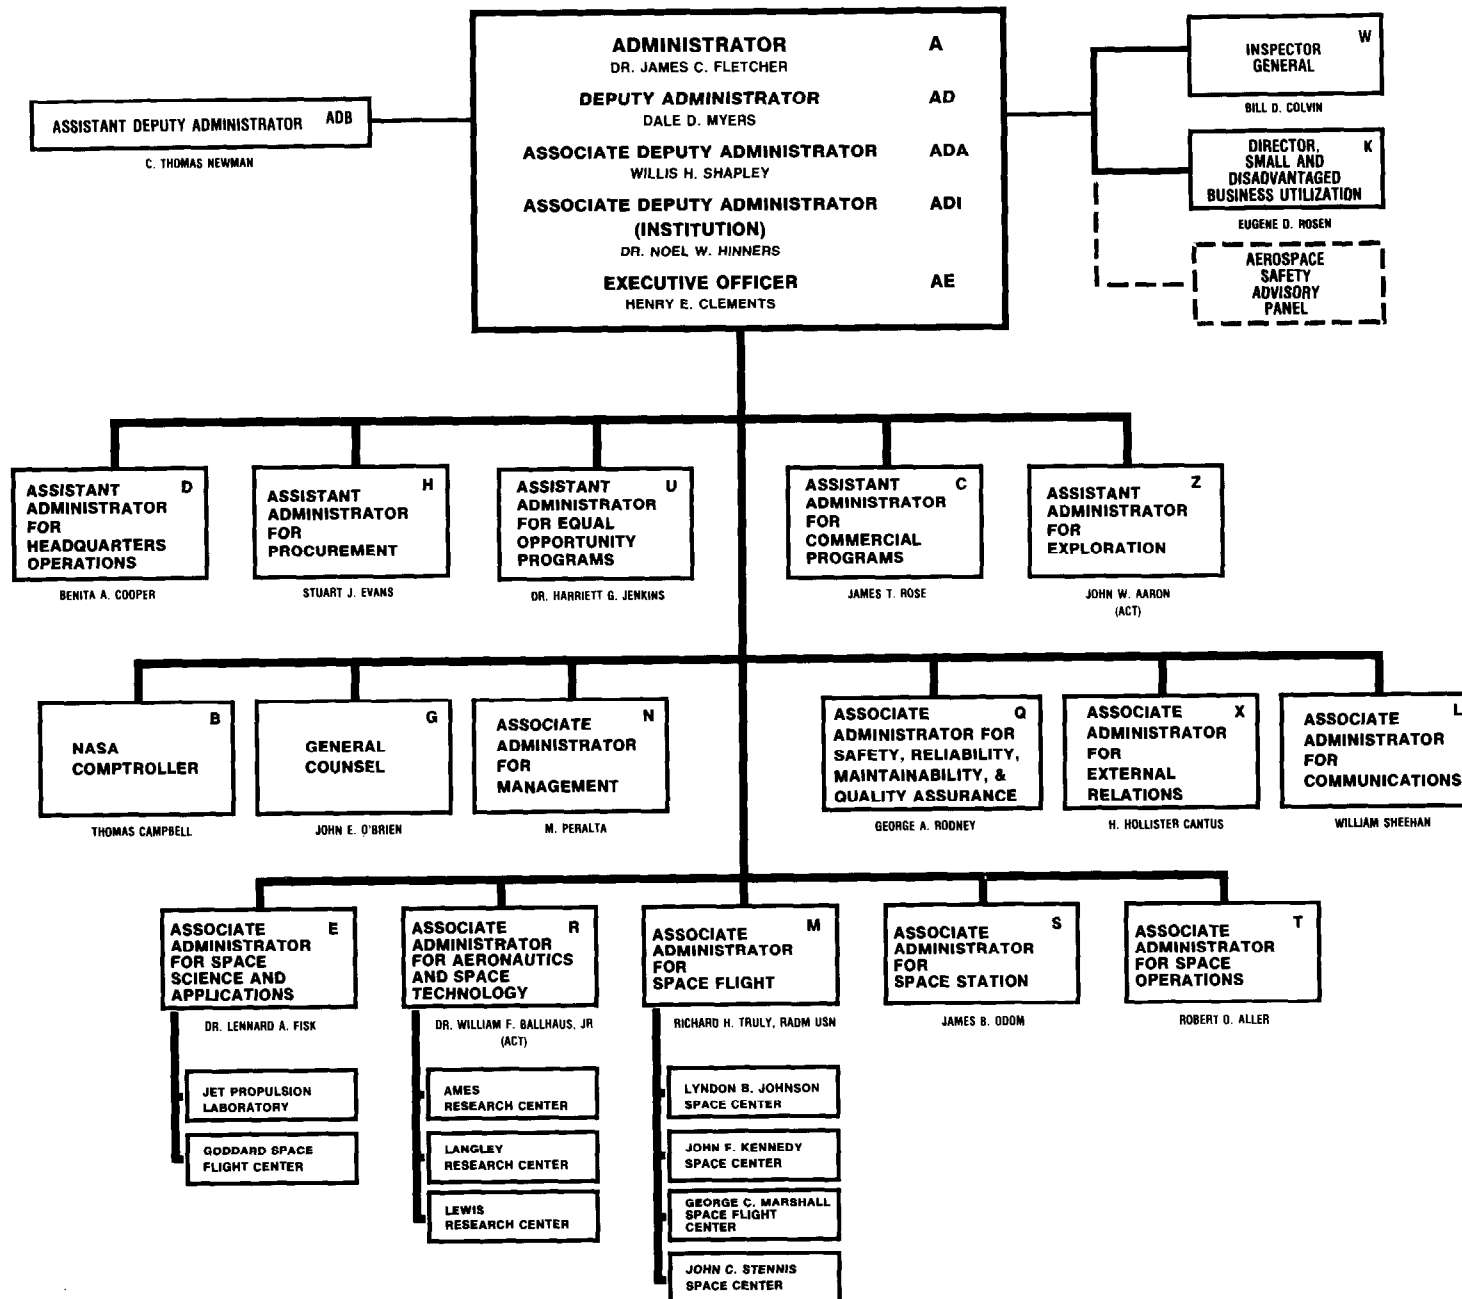 ADMINISTRATOR A
DR. JAMES C. FLETCHER
DEPUTY ADMINISTRATOR AD
DALE D. MYERS
ASSOCIATE DEPUTY ADMINISTRATOR ADA
WILLIS H. SHAPLEY
ASSOCIATE DEPUTY ADMINISTRATOR ADI
(INSTITUTION)
DR. NOEL W. HINNERS
EXECUTIVE OFFICER AE
HENRY E. CLEMENTS
ASSISTANT DEPUTY ADMINISTRATOR ADB
C. THOMAS NEWMAN
W
INSPECTOR
GENERAL
BILL D. COLVIN
DIRECTOR, K
SMALL AND
DISADVANTAGED
BUSINESS UTILIZATION
EUGENE D. ROSEN
AEROSPACE
SAFETY
ADVISORY
PANEL
ASSISTANT D
ADMINISTRATOR
FOR
HEADQUARTERS
OPERATIONS
BENITA A. COOPER
H
ASSISTANT
ADMINISTRATOR
FOR
PROCUREMENT
STUART J. EVANS
ASSISTANT U
ADMINISTRATOR
FOR EQUAL
OPPORTUNITY
PROGRAMS
DR. HARRIETT G. JENKINS
ASSISTANT C
ADMINISTRATOR
FOR
COMMERCIAL
PROGRAMS
JAMES T. ROSE
Z
ASSISTANT
ADMINISTRATOR
FOR
EXPLORATION
JOHN W. AARON
(ACT)
B
NASA
COMPTROLLER
THOMAS CAMPBELL
G
GENERAL
COUNSEL
JOHN E. O'BRIEN
ASSOCIATE N
ADMINISTRATOR
FOR
MANAGEMENT
M. PERALTA
ASSOCIATE Q
ADMINISTRATOR FOR
SAFETY, RELIABILITY,
MAINTAINABILITY, &
QUALITY ASSURANCE
GEORGE A. RODNEY
ASSOCIATE X
ADMINISTRATOR
FOR
EXTERNAL
RELATIONS
H. HOLLISTER CANTUS
L
ASSOCIATE
ADMINISTRATOR
FOR
COMMUNICATIONS
WILLIAM SHEEHAN
ASSOCIATE E
ADMINISTRATOR
FOR SPACE
SCIENCE AND
APPLICATIONS
DR. LENNARD A. FISK
JET PROPULSION
LABORATORY
GODDARD SPACE
FLIGHT CENTER
ASSOCIATE R
ADMINISTRATOR
FOR AERONAUTICS
AND SPACE
TECHNOLOGY
DR. WILLIAM F. BALLHAUS, JR
(ACT)
AMES
RESEARCH CENTER
LANGLEY
RESEARCH CENTER
LEWIS
RESEARCH CENTER
ASSOCIATE M
ADMINISTRATOR
FOR
SPACE FLIGHT
RICHARD H. TRULY, RADM USN
LYNDON B. JOHNSON
SPACE CENTER
JOHN F. KENNEDY
SPACE CENTER
GEORGE C. MARSHALL
SPACE FLIGHT
CENTER
JOHN C. STENNIS
SPACE CENTER
ASSOCIATE S
ADMINISTRATOR
FOR
SPACE STATION
JAMES B. ODOM
ASSOCIATE T
ADMINISTRATOR
FOR SPACE
OPERATIONS
ROBERT O. ALLER